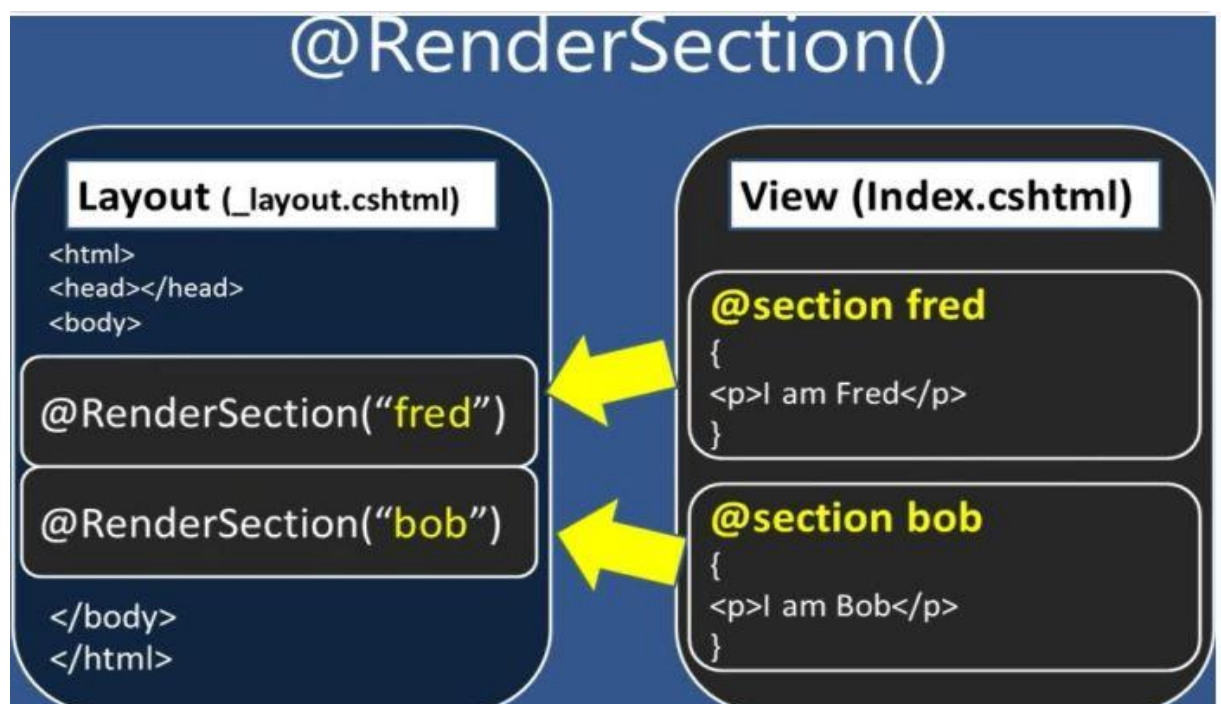 @RenderSection()
Layout (_layout.cshtml)
<html>
<head></head>
<body>
@RenderSection(“fred”)
@RenderSection(“bob”)
</body>
</html>
View (Index.cshtml)
@section fred
{
<p>I am Fred</p>
}
@section bob
{
<p>I am Bob</p>
}